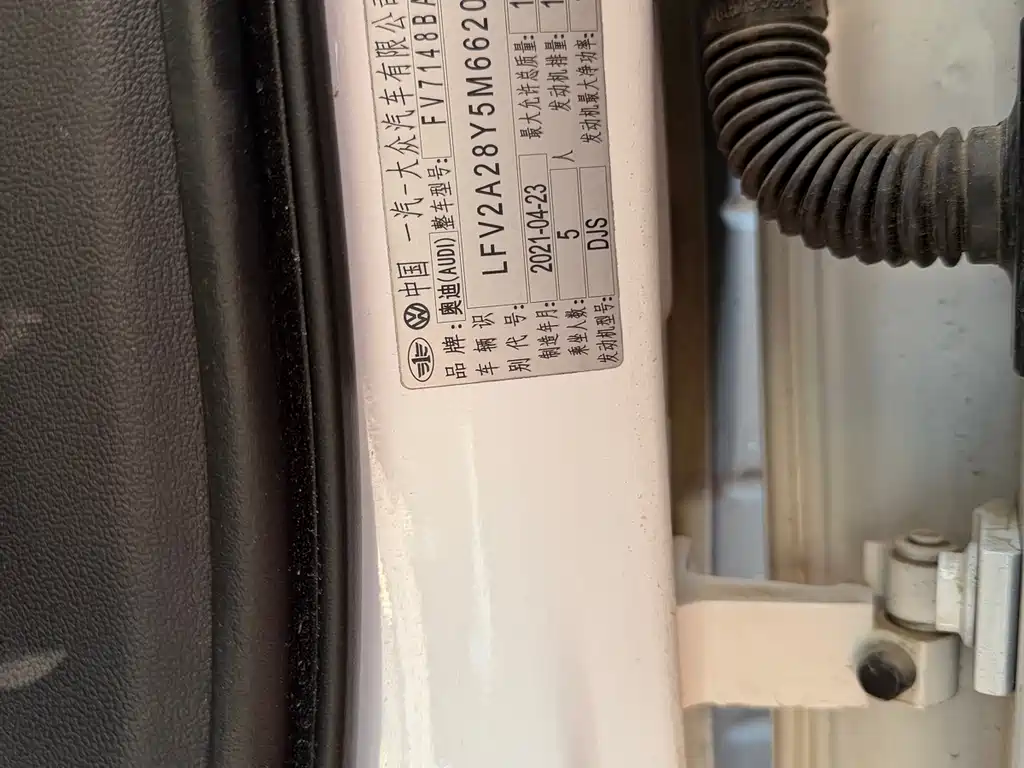 中国 一汽-大众汽车有限公司
品牌: 奥迪(AUDI) 整车型号: FV7148BA
车辆识别代号: LFV2A28Y5M6620
制造年月: 2021-04-23 最大允许总质量: 1
乘坐人数: 5 人 发动机排量: 1
发动机型号: DJS 发动机最大净功率: